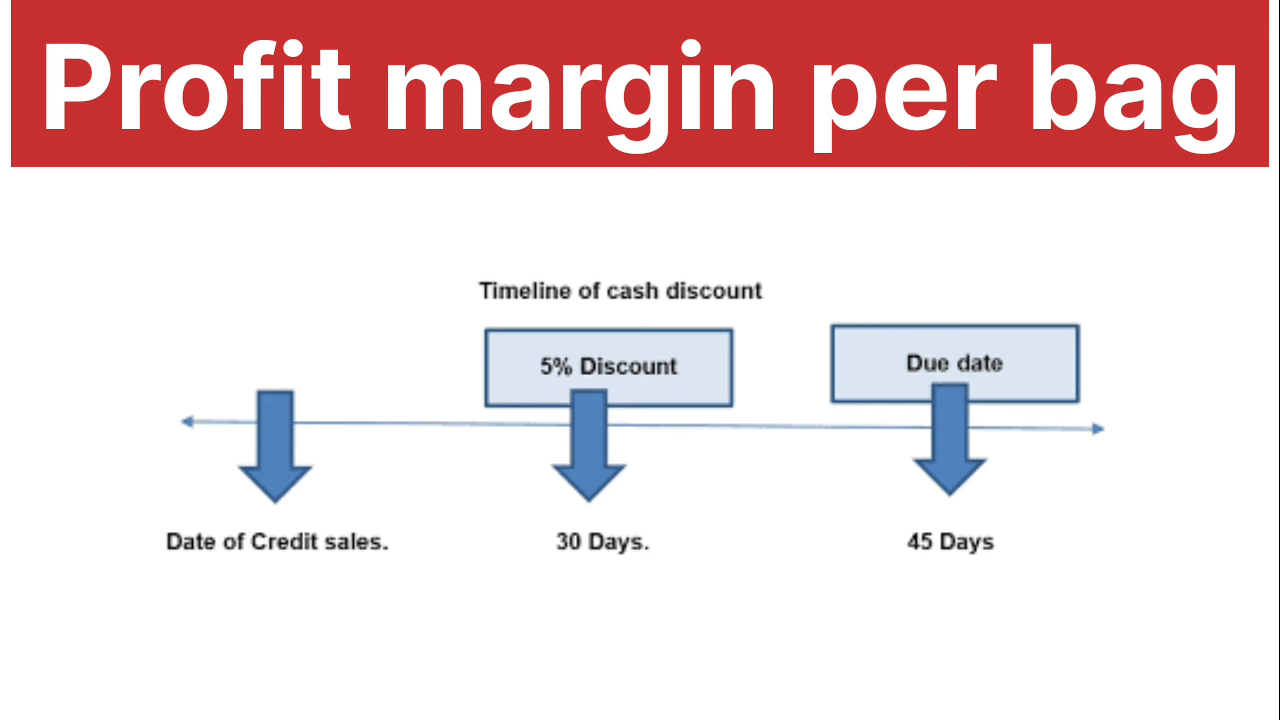 Profit margin per bag
Timeline of cash discount
5% Discount
Due date
Date of Credit sales.
30 Days.
45 Days